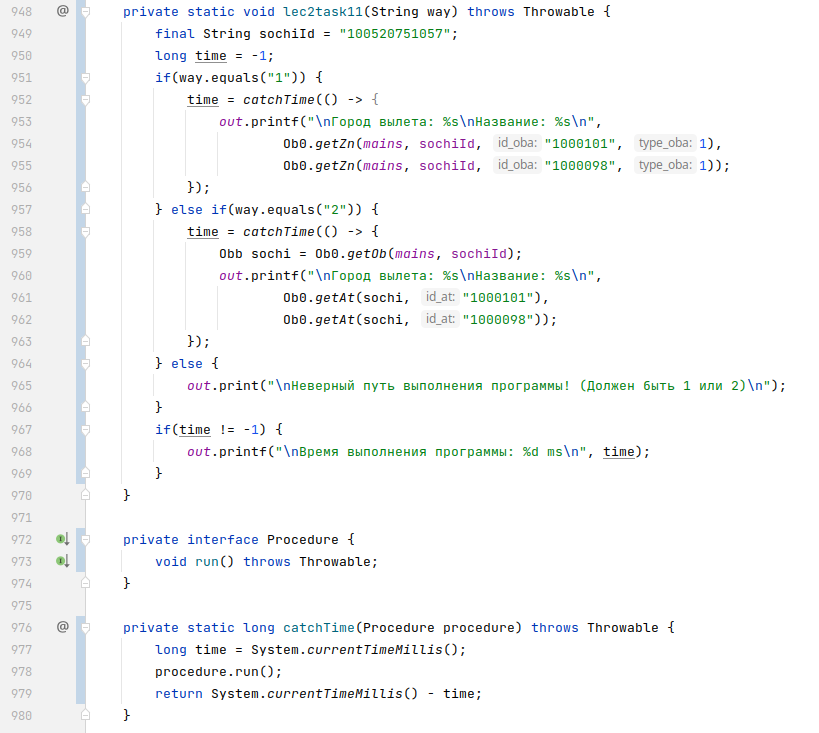 948 @ private static void lec2task11(String way) throws Throwable {
949 final String sochiId = "100520751057";
950 long time = -1;
951 if(way.equals("1")) {
952 time = catchTime(() -> {
953 out.printf("\nГород вылета: %s\nНазвание: %s\n",
954 Ob0.getZn(mains, sochiId, id_oba: "1000101", type_oba: 1),
955 Ob0.getZn(mains, sochiId, id_oba: "1000098", type_oba: 1));
956 });
957 } else if(way.equals("2")) {
958 time = catchTime(() -> {
959 Obb sochi = Ob0.getOb(mains, sochiId);
960 out.printf("\nГород вылета: %s\nНазвание: %s\n",
961 Ob0.getAt(sochi, id_at: "1000101"),
962 Ob0.getAt(sochi, id_at: "1000098"));
963 });
964 } else {
965 out.print("\nНеверный путь выполнения программы! (Должен быть 1 или 2)\n");
966 }
967 if(time != -1) {
968 out.printf("\nВремя выполнения программы: %d ms\n", time);
969 }
970 }
971
972 private interface Procedure {
973 void run() throws Throwable;
974 }
975
976 @ private static long catchTime(Procedure procedure) throws Throwable {
977 long time = System.currentTimeMillis();
978 procedure.run();
979 return System.currentTimeMillis() - time;
980 }